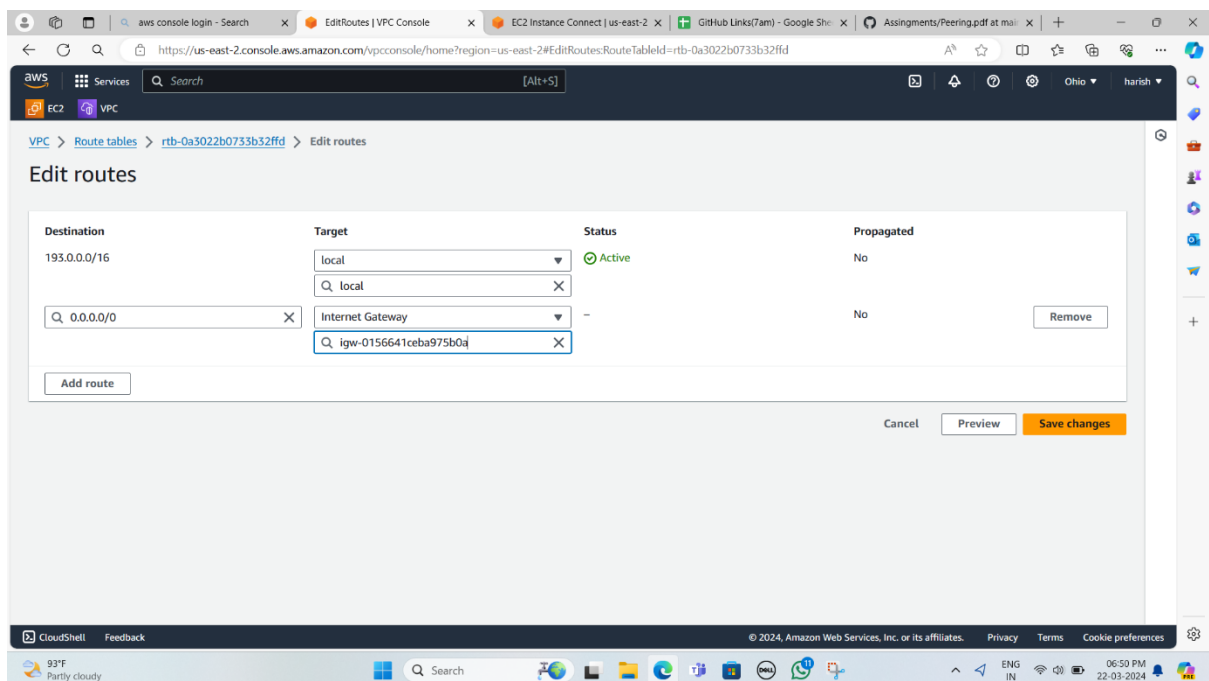 aws console login - Search
EditRoutes | VPC Console
EC2 Instance Connect | us-east-2
GitHub Links(7am) - Google She
Assingments/Peering.pdf at mai
https://us-east-2.console.aws.amazon.com/vpcconsole/home?region=us-east-2#EditRoutes:RouteTableId=rtb-0a3022b0733b32ffd
aws Services Search [Alt+S] Ohio harish
EC2 VPC
VPC > Route tables > rtb-0a3022b0733b32ffd > Edit routes
Edit routes
Destination Target Status Propagated
193.0.0.0/16 local Active No
local
0.0.0.0/0 Internet Gateway – No Remove
igw-0156641ceba975b0a
Add route
Cancel Preview Save changes
CloudShell Feedback © 2024, Amazon Web Services, Inc. or its affiliates. Privacy Terms Cookie preferences
93°F
Partly cloudy
Search
DELL
ENG
IN
06:50 PM
22-03-2024
PRE